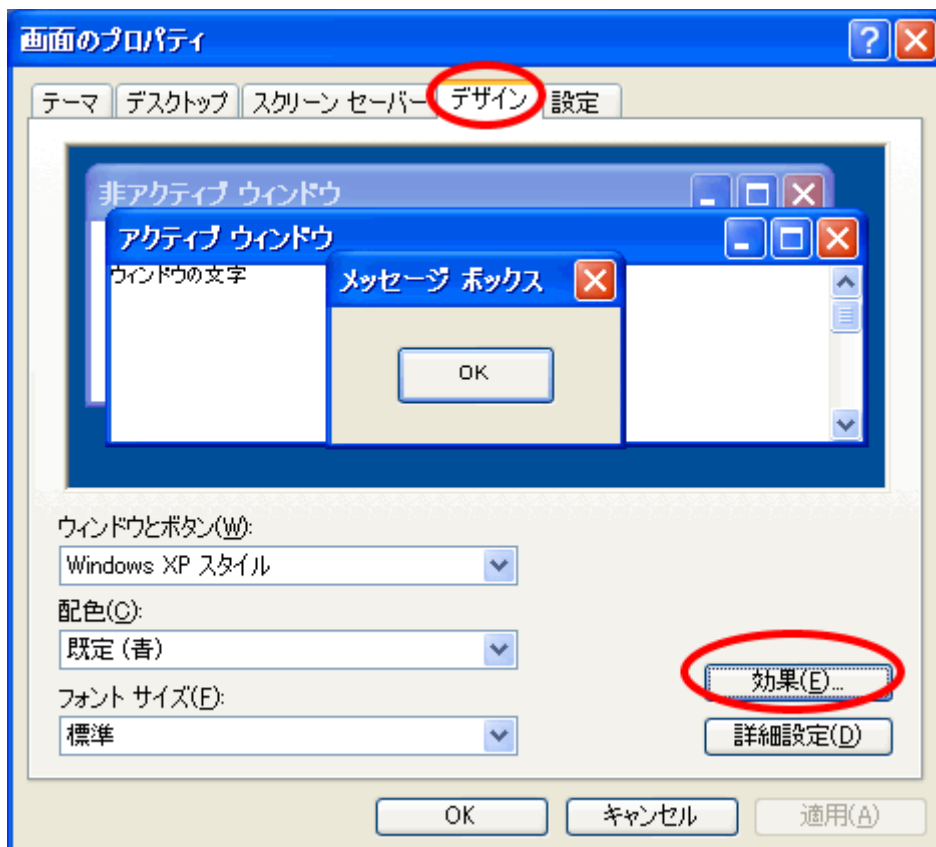 画面のプロパティ
テーマ デスクトップ スクリーン セーバー デザイン 設定
非アクティブ ウィンドウ
アクティブ ウィンドウ
ウィンドウの文字
メッセージ ボックス
OK
ウィンドウとボタン(W):
Windows XP スタイル
配色(C):
既定 (青)
効果(E)...
フォント サイズ(F):
標準
詳細設定(D)
OK キャンセル 適用(A)